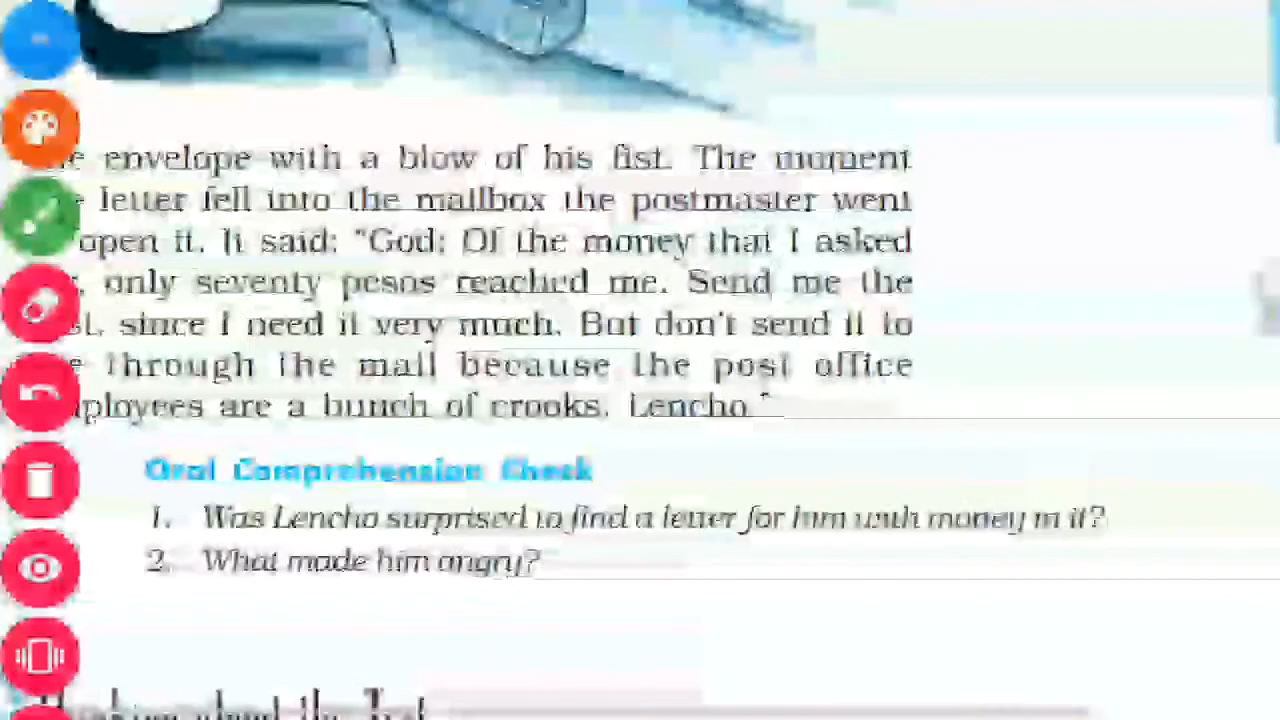 envelope with a blow of his fist. The moment
letter fell into the mailbox the postmaster went
open it. It said: "God: Of the money that I asked
only seventy pesos reached me. Send me the
since I need it very much. But don't send it to
through the mail because the post office
are a bunch of crooks. Lencho."
Oral Comprehension Check
1. Was Lencho surprised to find a letter for him with money in it?
2. What made him angry?
about the Text